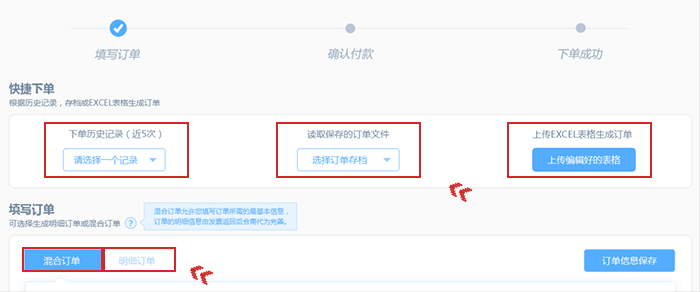 填写订单
确认付款
下单成功
快捷下单
根据历史记录，存档或EXCEL表格生成订单
下单历史记录（近5次）
读取保存的订单文件
上传EXCEL表格生成订单
请选择一个记录
选择订单存档
上传编辑好的表格
填写订单
可选择生成明细订单或混合订单 ?
混合订单允许您填写订单所需的最基本信息，
订单的明细信息由发票返回后台商代为完善。
混合订单
明细订单
订单信息保存